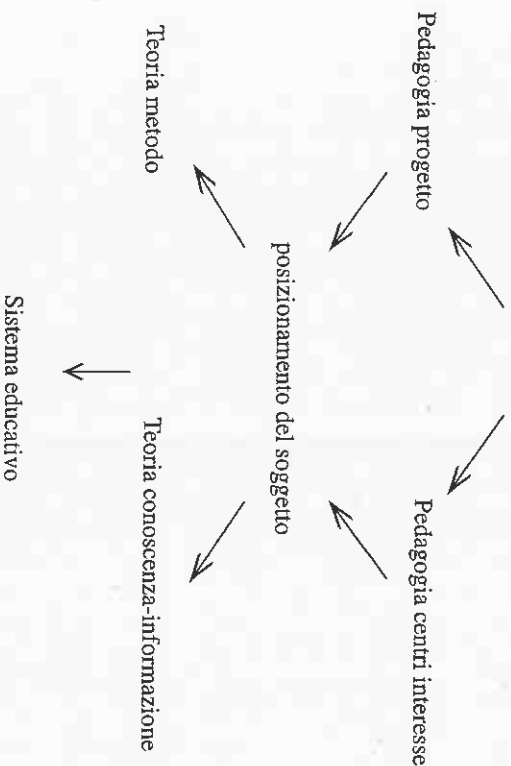 Pedagogia progetto
Pedagogia centri interesse
posizionamento del soggetto
Teoria metodo
Teoria conoscenza-informazione
Sistema educativo